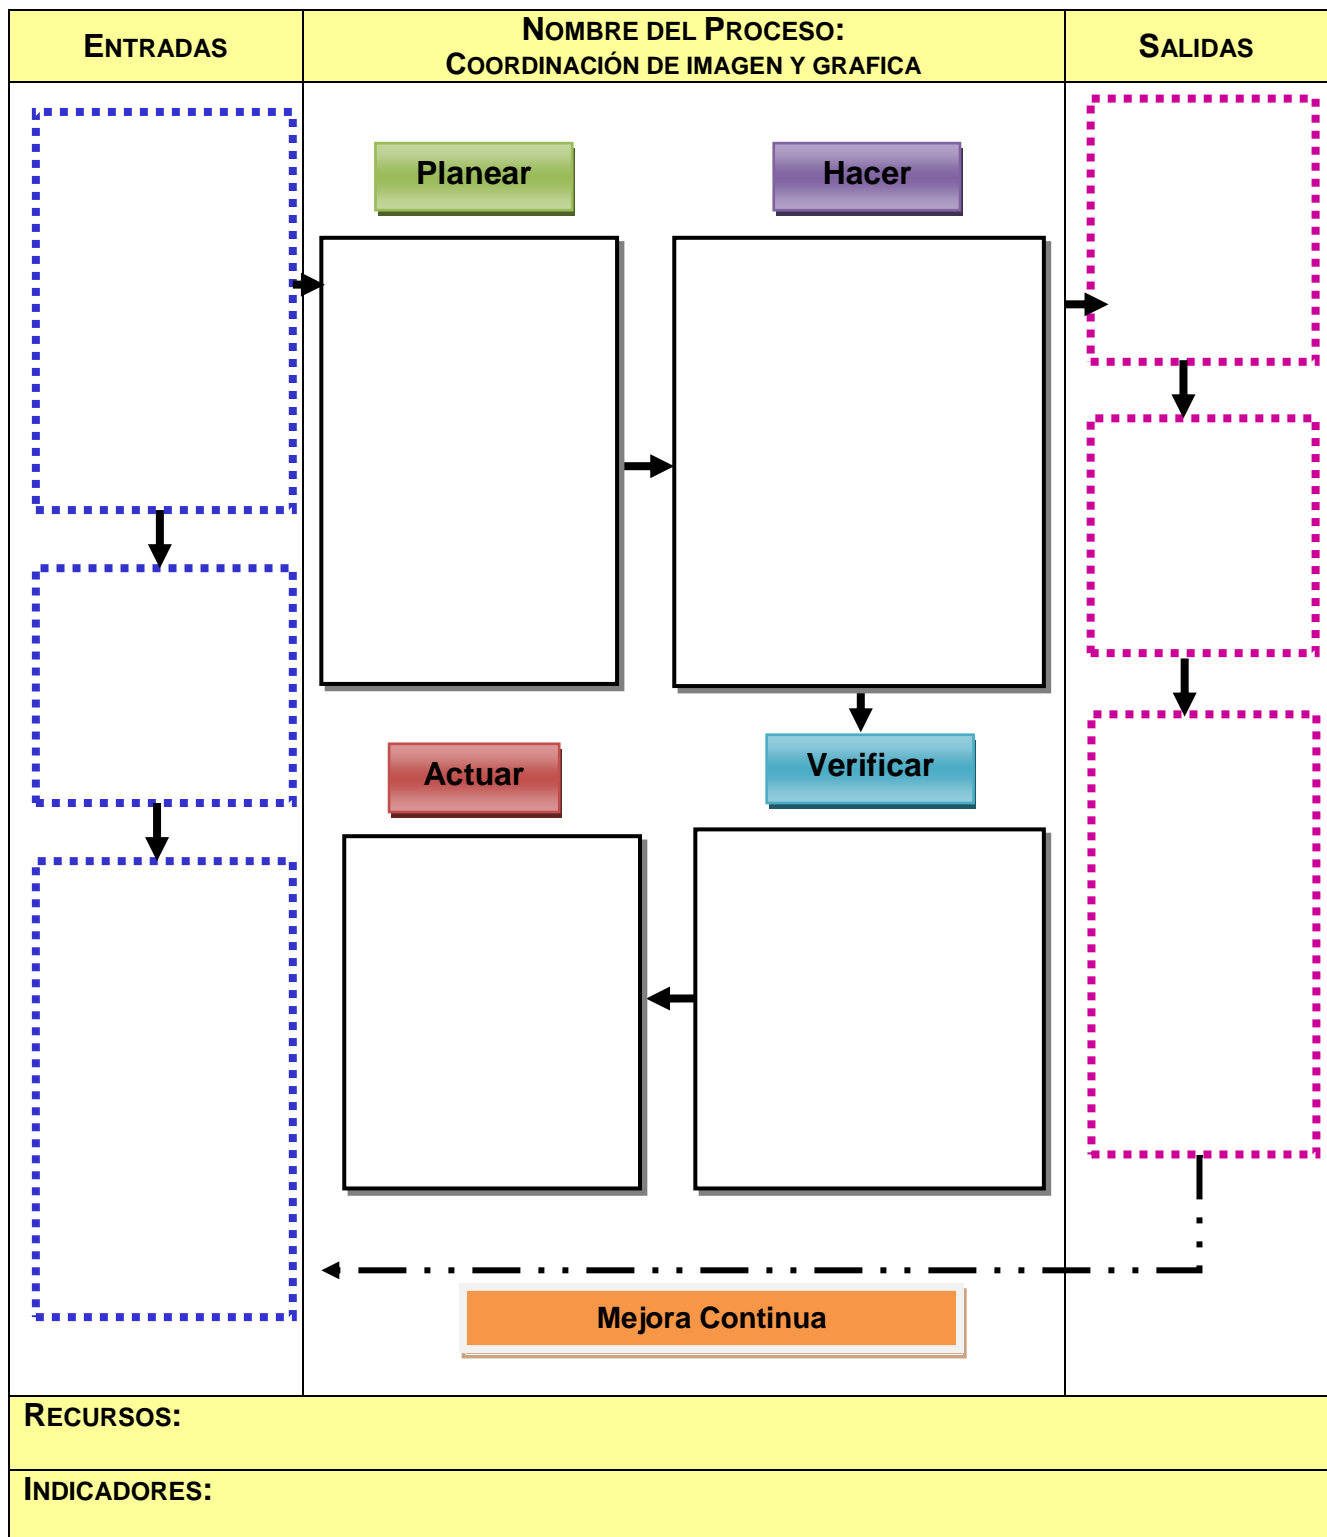 ENTRADAS
NOMBRE DEL PROCESO:
COORDINACIÓN DE IMAGEN Y GRAFICA
SALIDAS
Planear
Hacer
Actuar
Verificar
Mejora Continua
RECURSOS:
INDICADORES: